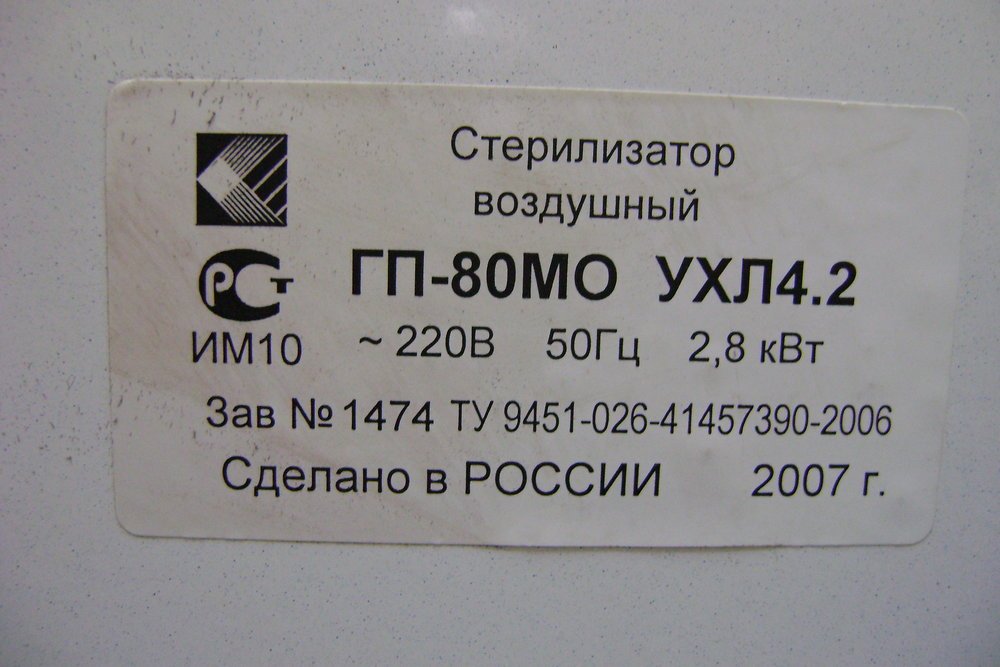 Стерилизатор
воздушный
РСТ
ГП-80МО УХЛ4.2
ИМ10 ~ 220В 50Гц 2,8 кВт
Зав № 1474 ТУ 9451-026-41457390-2006
Сделано в РОССИИ 2007 г.